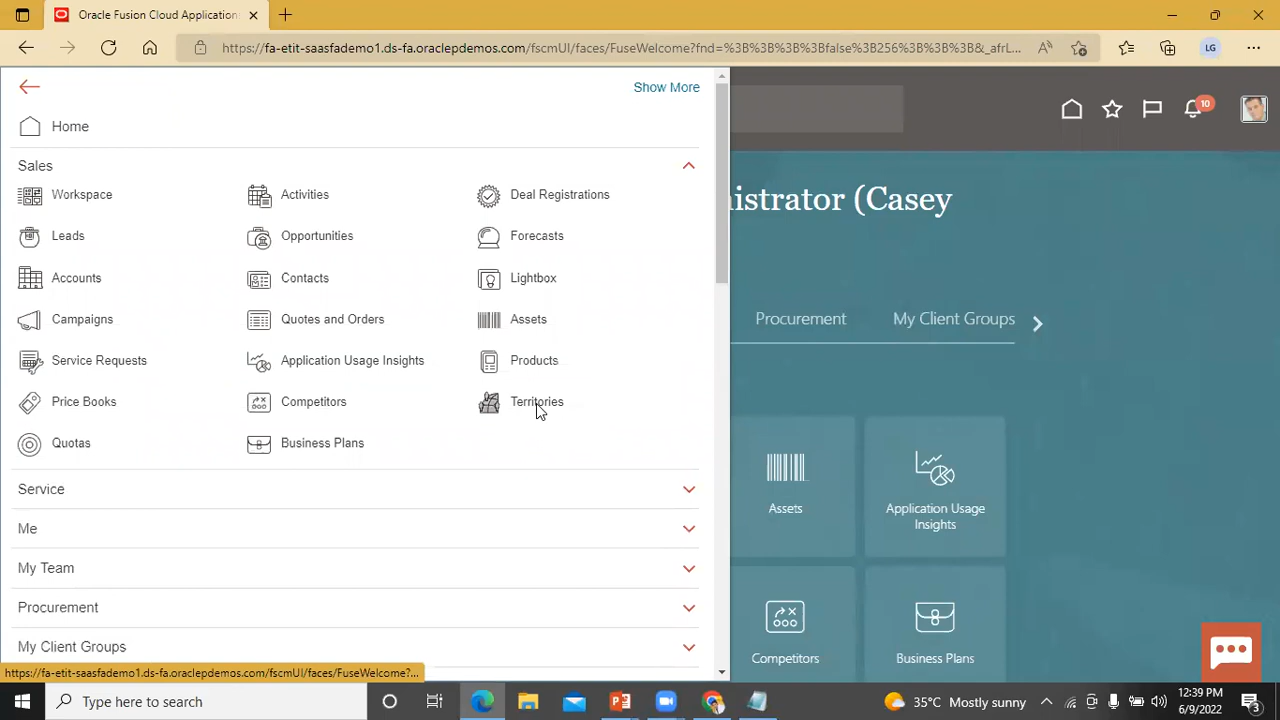 Oracle Fusion Cloud Application
https://fa-etit-saasfademo1.ds-fa.oraclepdemos.com/fscmUI/faces/FuseWelcome?fnd=%3B%3B%3B%3Bfalse%3B256%3B%3B%3B&_afrL...
LG
Show More
10
Home
Sales
Workspace
Activities
Deal Registrations
Leads
Opportunities
Forecasts
Accounts
Contacts
Lightbox
Campaigns
Quotes and Orders
Assets
Service Requests
Application Usage Insights
Products
Price Books
Competitors
Territories
Quotas
Business Plans
Service
Me
My Team
Procurement
My Client Groups
istrator (Casey
Procurement
My Client Groups
Assets
Application Usage
Insights
Competitors
Business Plans
https://fa-etit-saasfademo1.ds-fa.oraclepdemos.com/fscmUI/faces/FuseWelcome?...
Type here to search
35°C Mostly sunny
12:39 PM
6/9/2022
3